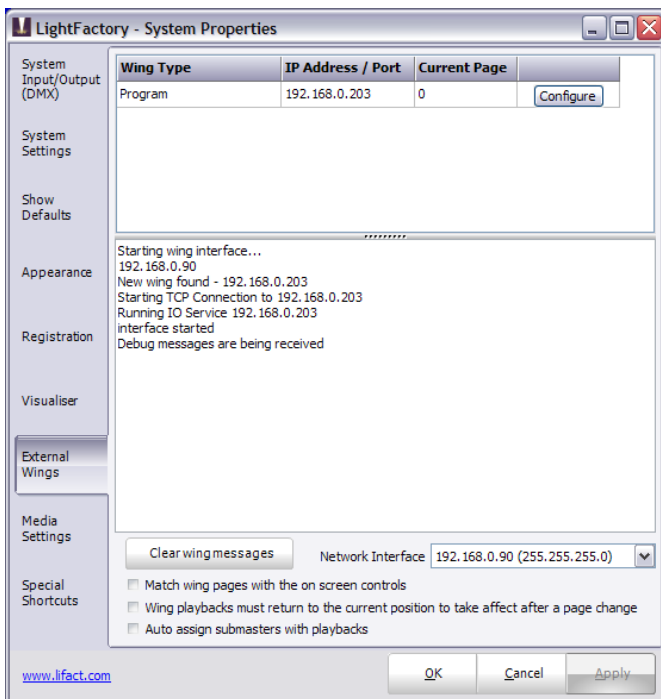 LightFactory - System Properties
System
Input/Output
(DMX)
System
Settings
Show
Defaults
Appearance
Registration
Visualiser
External
Wings
Media
Settings
Special
Shortcuts
Wing Type IP Address / Port Current Page
Program 192.168.0.203 0 Configure
Starting wing interface...
192.168.0.90
New wing found - 192.168.0.203
Starting TCP Connection to 192.168.0.203
Running IO Service 192.168.0.203
interface started
Debug messages are being received
Clear wing messages Network Interface 192.168.0.90 (255.255.255.0)
Match wing pages with the on screen controls
Wing playbacks must return to the current position to take affect after a page change
Auto assign submasters with playbacks
www.lifact.com OK Cancel Apply